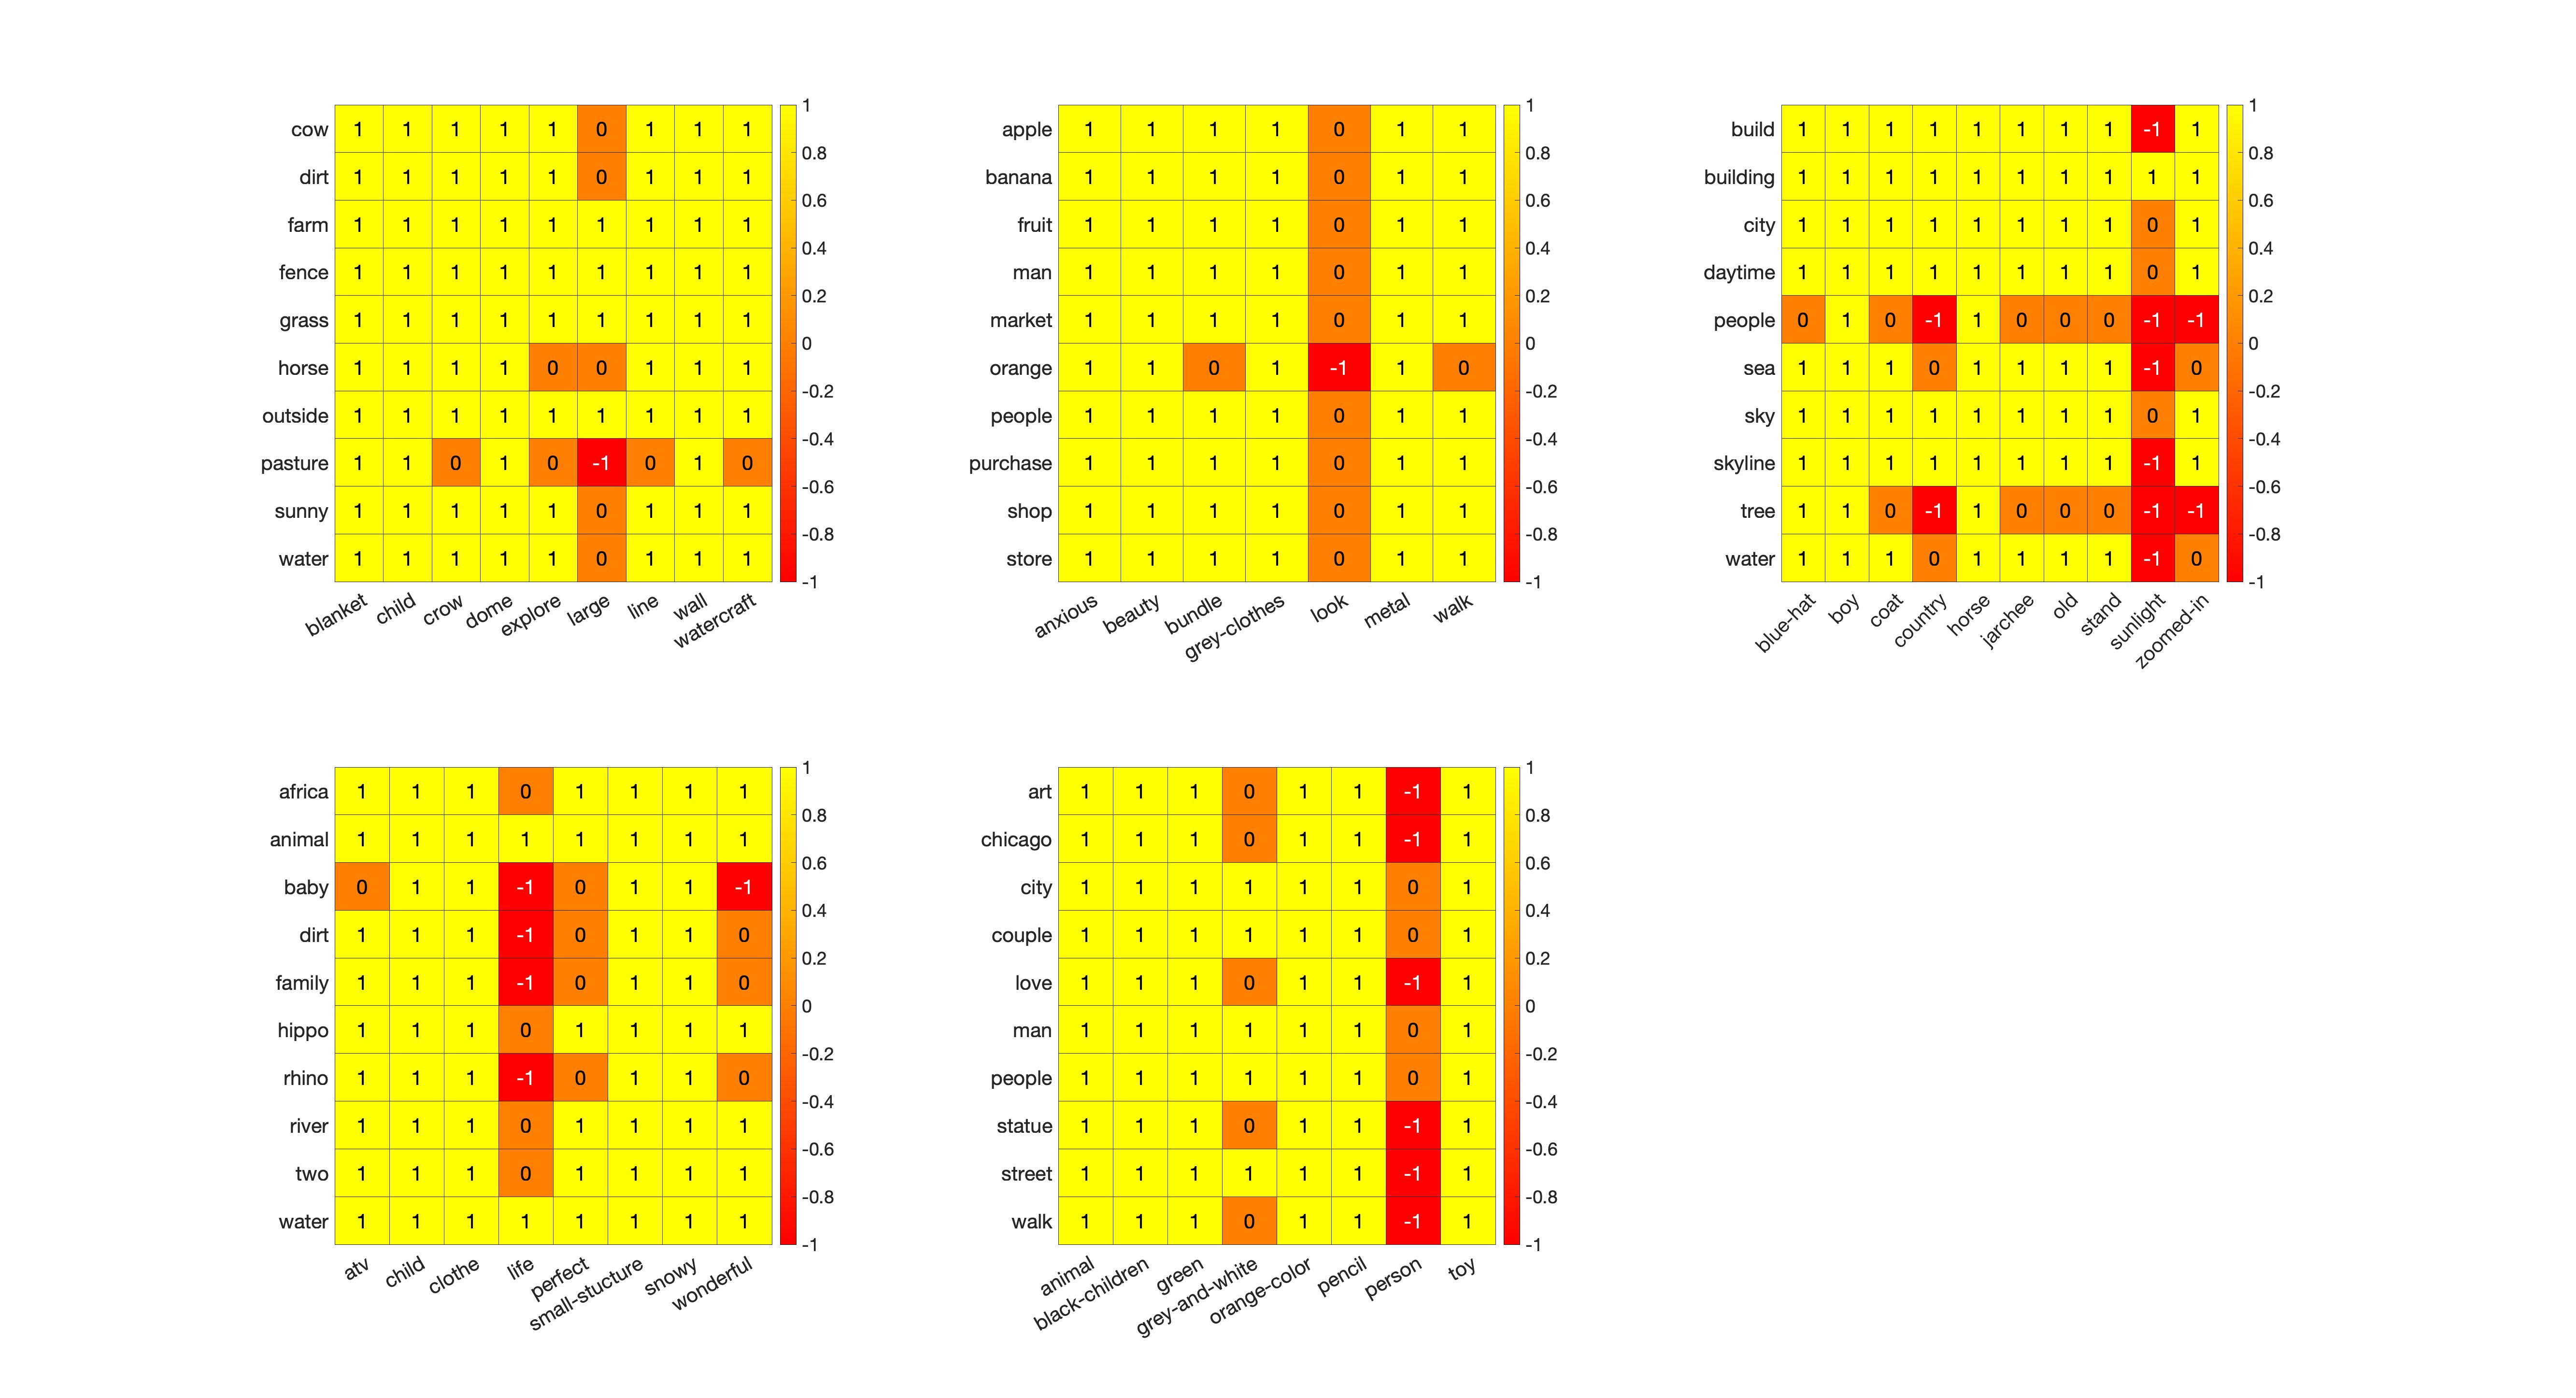 cow 1 1 1 1 1 0 1 1 1
dirt 1 1 1 1 1 0 1 1 1
farm 1 1 1 1 1 1 1 1 1
fence 1 1 1 1 1 1 1 1 1
grass 1 1 1 1 1 1 1 1 1
horse 1 1 1 1 0 0 1 1 1
outside 1 1 1 1 1 1 1 1 1
pasture 1 1 0 1 0 -1 0 1 0
sunny 1 1 1 1 1 0 1 1 1
water 1 1 1 1 1 0 1 1 1
blanket child crow dome explore large line wall watercraft
1
0.8
0.6
0.4
0.2
0
-0.2
-0.4
-0.6
-0.8
-1
apple 1 1 1 1 0 1 1
banana 1 1 1 1 0 1 1
fruit 1 1 1 1 0 1 1
man 1 1 1 1 0 1 1
market 1 1 1 1 0 1 1
orange 1 1 0 1 -1 1 0
people 1 1 1 1 0 1 1
purchase 1 1 1 1 0 1 1
shop 1 1 1 1 0 1 1
store 1 1 1 1 0 1 1
anxious beauty bundle grey-clothes look metal walk
1
0.8
0.6
0.4
0.2
0
-0.2
-0.4
-0.6
-0.8
-1
build 1 1 1 1 1 1 1 1 -1 1
building 1 1 1 1 1 1 1 1 1 1
city 1 1 1 1 1 1 1 1 0 1
daytime 1 1 1 1 1 1 1 1 0 1
people 0 1 0 -1 1 0 0 0 -1 -1
sea 1 1 1 0 1 1 1 1 -1 0
sky 1 1 1 1 1 1 1 1 0 1
skyline 1 1 1 1 1 1 1 1 -1 1
tree 1 1 0 -1 1 0 0 0 -1 -1
water 1 1 1 0 1 1 1 1 -1 0
blue-hat boy coat country horse jarchee old stand sunlight zoomed-in
1
0.8
0.6
0.4
0.2
0
-0.2
-0.4
-0.6
-0.8
-1
africa 1 1 1 0 1 1 1 1
animal 1 1 1 1 1 1 1 1
baby 0 1 1 -1 0 1 1 -1
dirt 1 1 1 -1 0 1 1 0
family 1 1 1 -1 0 1 1 0
hippo 1 1 1 0 1 1 1 1
rhino 1 1 1 -1 0 1 1 0
river 1 1 1 0 1 1 1 1
two 1 1 1 0 1 1 1 1
water 1 1 1 1 1 1 1 1
atv child clothe life perfect small-stucture snowy wonderful
1
0.8
0.6
0.4
0.2
0
-0.2
-0.4
-0.6
-0.8
-1
art 1 1 1 0 1 1 -1 1
chicago 1 1 1 0 1 1 -1 1
city 1 1 1 1 1 1 0 1
couple 1 1 1 1 1 1 0 1
love 1 1 1 0 1 1 -1 1
man 1 1 1 1 1 1 0 1
people 1 1 1 1 1 1 0 1
statue 1 1 1 0 1 1 -1 1
street 1 1 1 1 1 1 -1 1
walk 1 1 1 0 1 1 -1 1
animal black-children green grey-and-white orange-color pencil person toy
1
0.8
0.6
0.4
0.2
0
-0.2
-0.4
-0.6
-0.8
-1